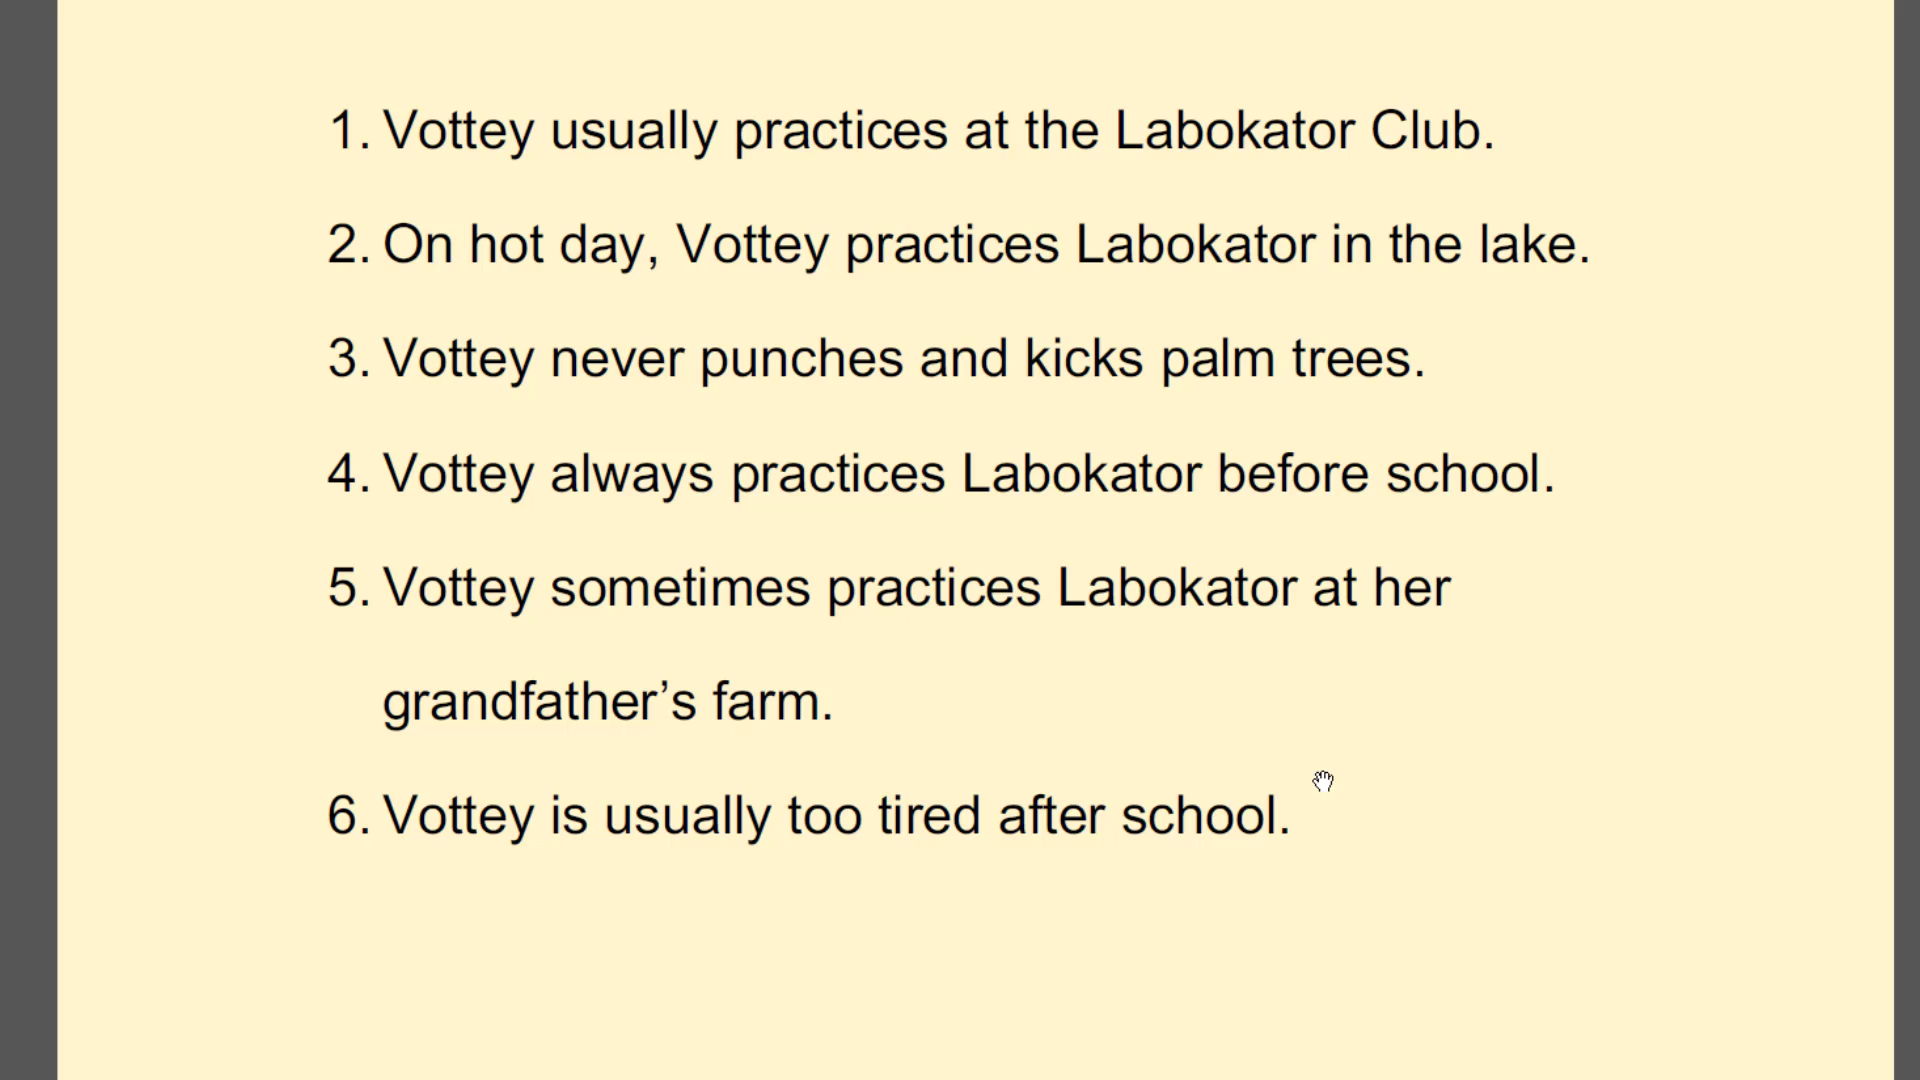 1. Vottey usually practices at the Labokator Club.
2. On hot day, Vottey practices Labokator in the lake.
3. Vottey never punches and kicks palm trees.
4. Vottey always practices Labokator before school.
5. Vottey sometimes practices Labokator at her
grandfather’s farm.
6. Vottey is usually too tired after school.